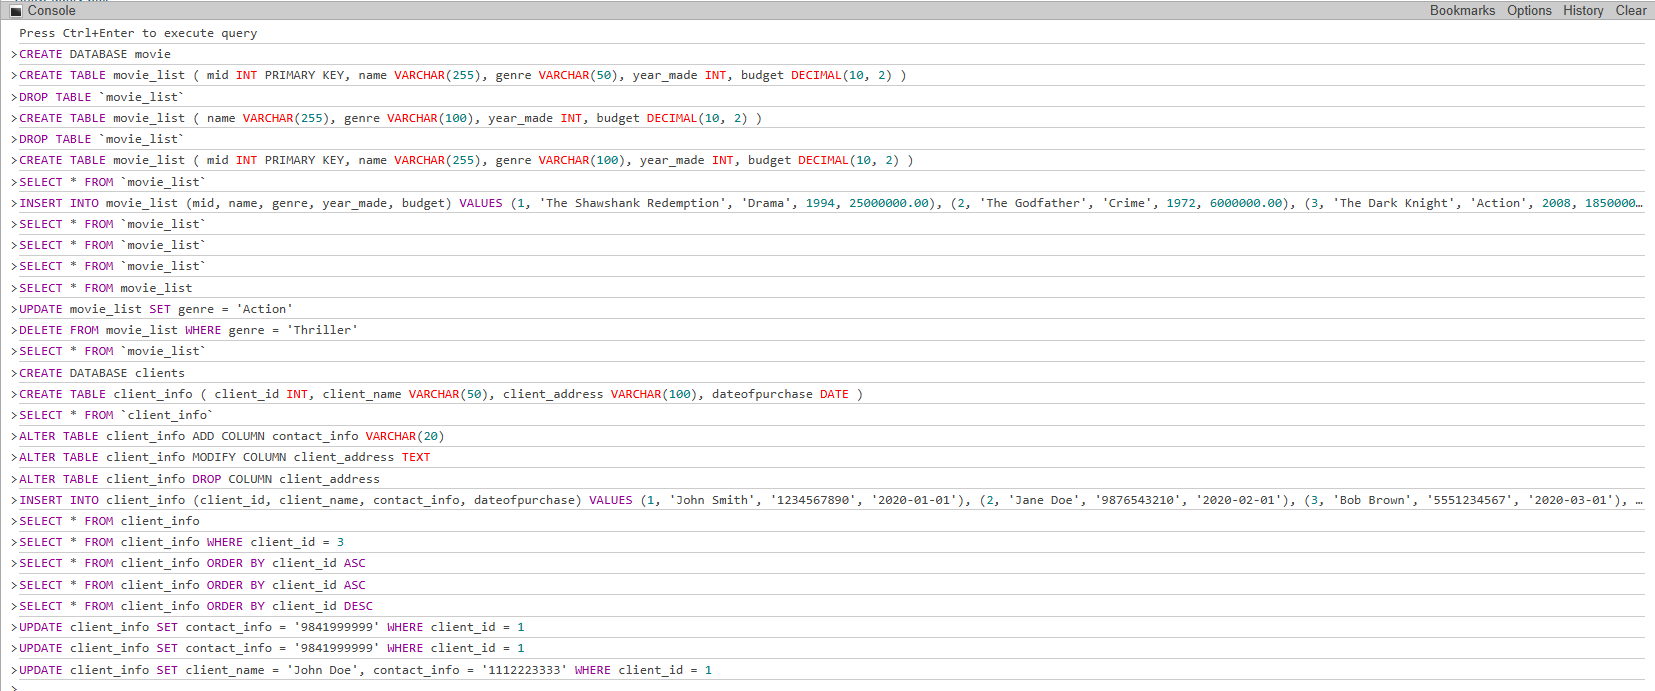 Console Bookmarks Options History Clear
Press Ctrl+Enter to execute query
>CREATE DATABASE movie
>CREATE TABLE movie_list ( mid INT PRIMARY KEY, name VARCHAR(255), genre VARCHAR(50), year_made INT, budget DECIMAL(10, 2) )
>DROP TABLE `movie_list`
>CREATE TABLE movie_list ( name VARCHAR(255), genre VARCHAR(100), year_made INT, budget DECIMAL(10, 2) )
>DROP TABLE `movie_list`
>CREATE TABLE movie_list ( mid INT PRIMARY KEY, name VARCHAR(255), genre VARCHAR(100), year_made INT, budget DECIMAL(10, 2) )
>SELECT * FROM `movie_list`
>INSERT INTO movie_list (mid, name, genre, year_made, budget) VALUES (1, 'The Shawshank Redemption', 'Drama', 1994, 25000000.00), (2, 'The Godfather', 'Crime', 1972, 6000000.00), (3, 'The Dark Knight', 'Action', 2008, 1850000…
>SELECT * FROM `movie_list`
>SELECT * FROM `movie_list`
>SELECT * FROM `movie_list`
>SELECT * FROM movie_list
>UPDATE movie_list SET genre = 'Action'
>DELETE FROM movie_list WHERE genre = 'Thriller'
>SELECT * FROM `movie_list`
>CREATE DATABASE clients
>CREATE TABLE client_info ( client_id INT, client_name VARCHAR(50), client_address VARCHAR(100), dateofpurchase DATE )
>SELECT * FROM `client_info`
>ALTER TABLE client_info ADD COLUMN contact_info VARCHAR(20)
>ALTER TABLE client_info MODIFY COLUMN client_address TEXT
>ALTER TABLE client_info DROP COLUMN client_address
>INSERT INTO client_info (client_id, client_name, contact_info, dateofpurchase) VALUES (1, 'John Smith', '1234567890', '2020-01-01'), (2, 'Jane Doe', '9876543210', '2020-02-01'), (3, 'Bob Brown', '5551234567', '2020-03-01'), …
>SELECT * FROM client_info
>SELECT * FROM client_info WHERE client_id = 3
>SELECT * FROM client_info ORDER BY client_id ASC
>SELECT * FROM client_info ORDER BY client_id ASC
>SELECT * FROM client_info ORDER BY client_id DESC
>UPDATE client_info SET contact_info = '9841999999' WHERE client_id = 1
>UPDATE client_info SET contact_info = '9841999999' WHERE client_id = 1
>UPDATE client_info SET client_name = 'John Doe', contact_info = '1112223333' WHERE client_id = 1
>